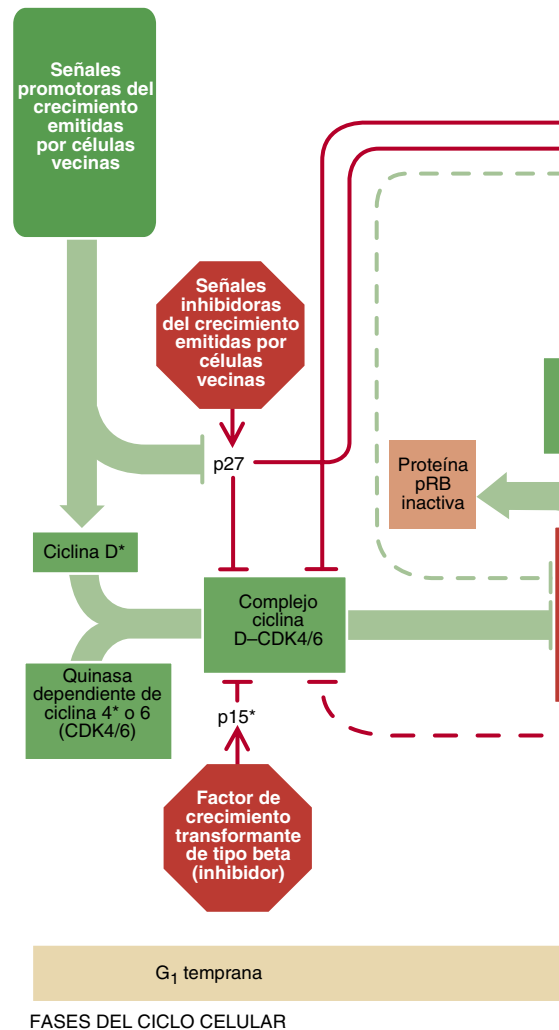 Señales
promotoras del
crecimiento
emitidas
por células
vecinas
Señales
inhibidoras
del crecimiento
emitidas por
células
vecinas
p27
Proteína
pRB
inactiva
Ciclina D*
Complejo
ciclina
D–CDK4/6
Quinasa
dependiente de
ciclina 4* o 6
(CDK4/6)
p15*
Factor de
crecimiento
transformante
de tipo beta
(inhibidor)
G₁ temprana
FASES DEL CICLO CELULAR